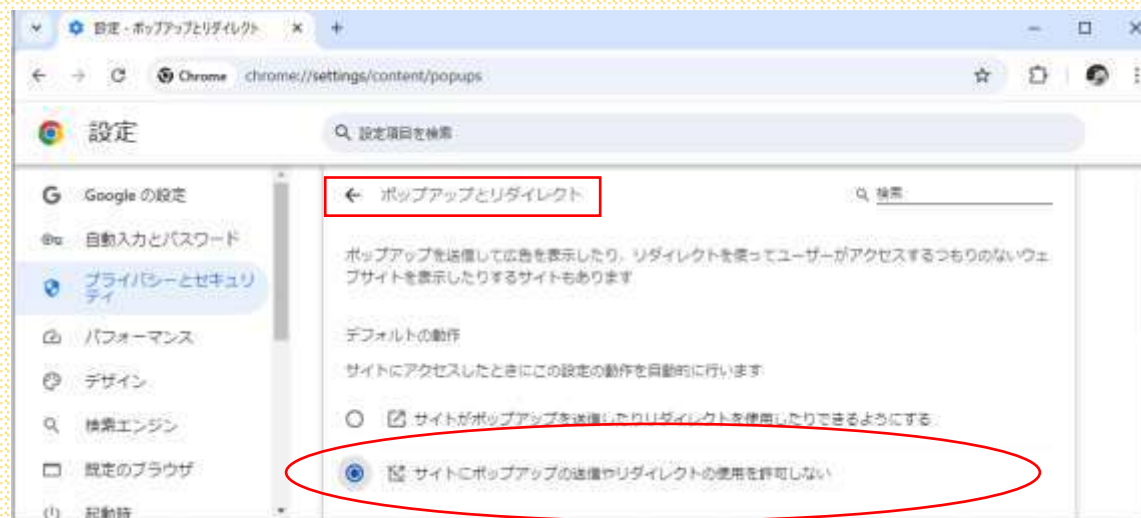 設定 - ポップアップとリダイレクト
Chrome chrome://settings/content/popups
設定
設定項目を検索
Google の設定
自動入力とパスワード
プライバシーとセキュリ
ティ
パフォーマンス
デザイン
検索エンジン
既定のブラウザ
起動時
ポップアップとリダイレクト
検索
ポップアップを送信して広告を表示したり、リダイレクトを使ってユーザーがアクセスするつもりのないウェ
ブサイトを表示したりするサイトもあります
デフォルトの動作
サイトにアクセスしたときにこの設定の動作を自動的に行います
サイトがポップアップを送信したりリダイレクトを使用したりできるようにする
サイトにポップアップの送信やリダイレクトの使用を許可しない